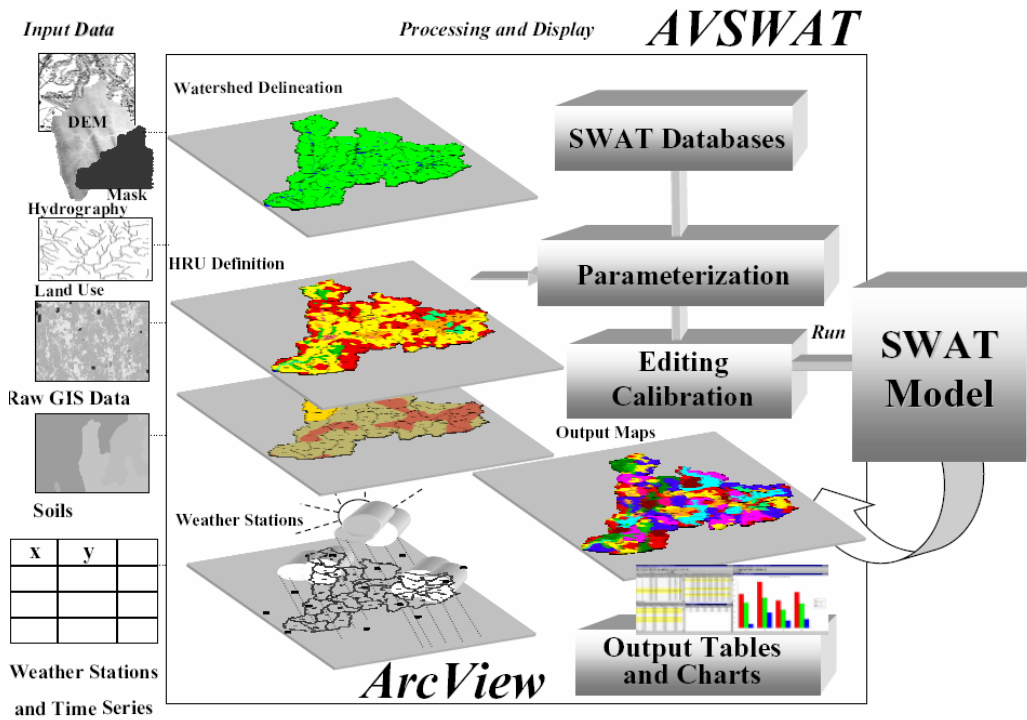 Input Data
Processing and Display
AVSWAT
DEM
Mask
Hydrography
Land Use
Raw GIS Data
Soils
x y
Weather Stations
and Time Series
Watershed Delineation
HRU Definition
Weather Stations
ArcView
SWAT Databases
Parameterization
Editing
Calibration
Run
SWAT
Model
Output Maps
Output Tables
and Charts